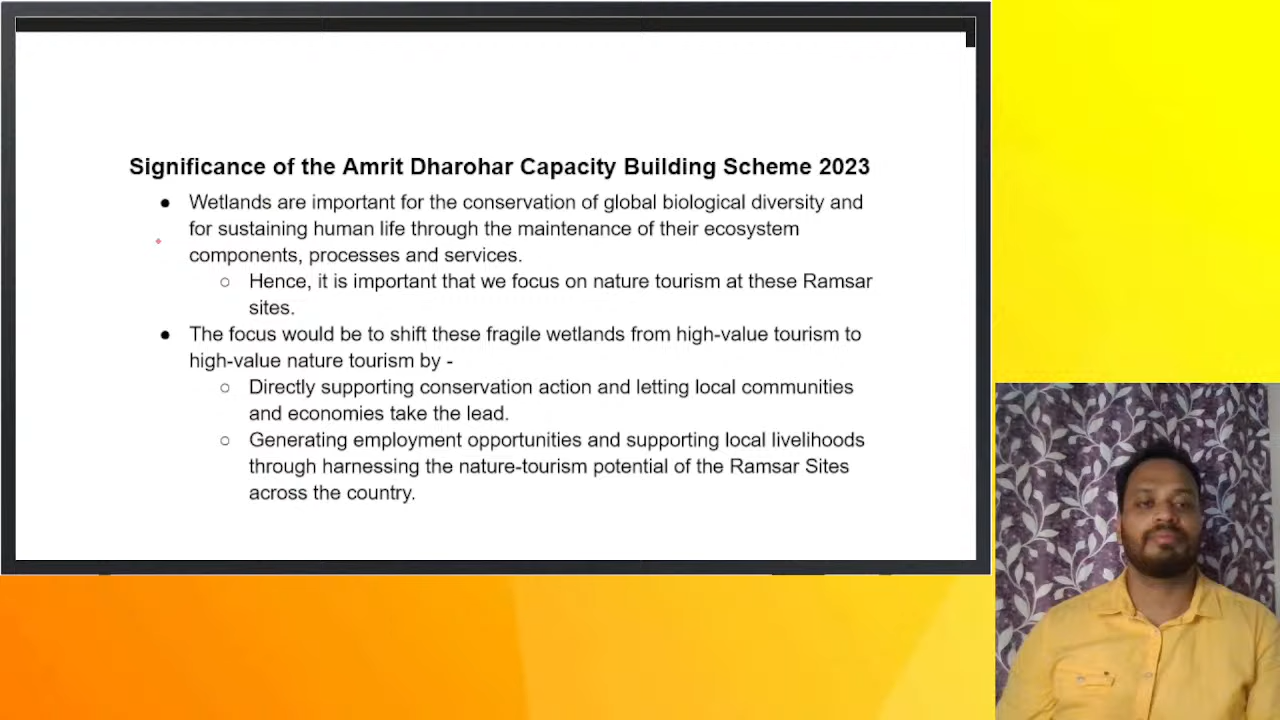 Significance of the Amrit Dharohar Capacity Building Scheme 2023
● Wetlands are important for the conservation of global biological diversity and
for sustaining human life through the maintenance of their ecosystem
components, processes and services.
○ Hence, it is important that we focus on nature tourism at these Ramsar
sites.
● The focus would be to shift these fragile wetlands from high-value tourism to
high-value nature tourism by -
○ Directly supporting conservation action and letting local communities
and economies take the lead.
○ Generating employment opportunities and supporting local livelihoods
through harnessing the nature-tourism potential of the Ramsar Sites
across the country.